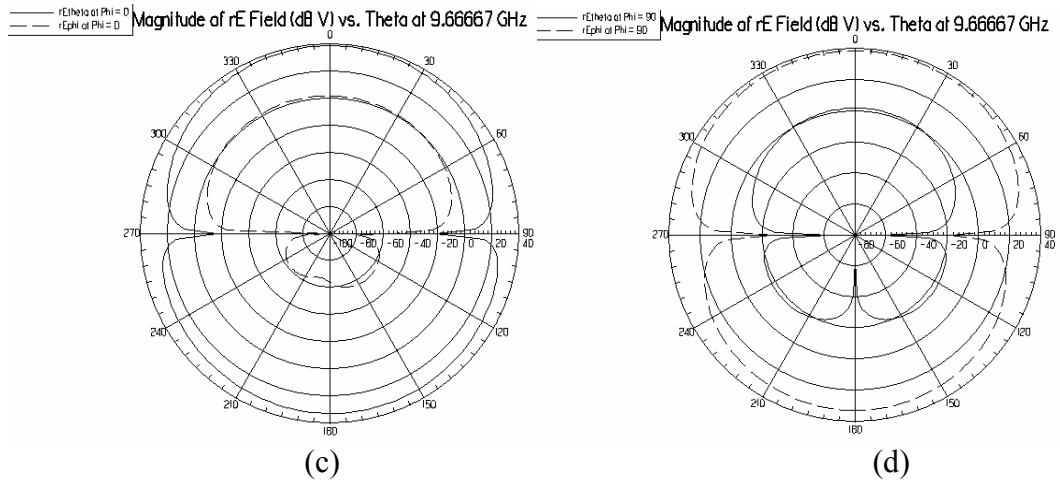 rEtheta at Phi = 0
rEphi at Phi = 0
Magnitude of rE Field (dB V) vs. Theta at 9.66667 GHz
0
330
30
300
60
270
-100 -80 -60 -40 -20 0 20 40
90
240
120
210
150
180
(c)
rEtheta at Phi = 90
rEphi at Phi = 90
Magnitude of rE Field (dB V) vs. Theta at 9.66667 GHz
0
330
30
300
60
270
-80 -60 -40 -20 0 20 40
90
240
120
210
150
180
(d)